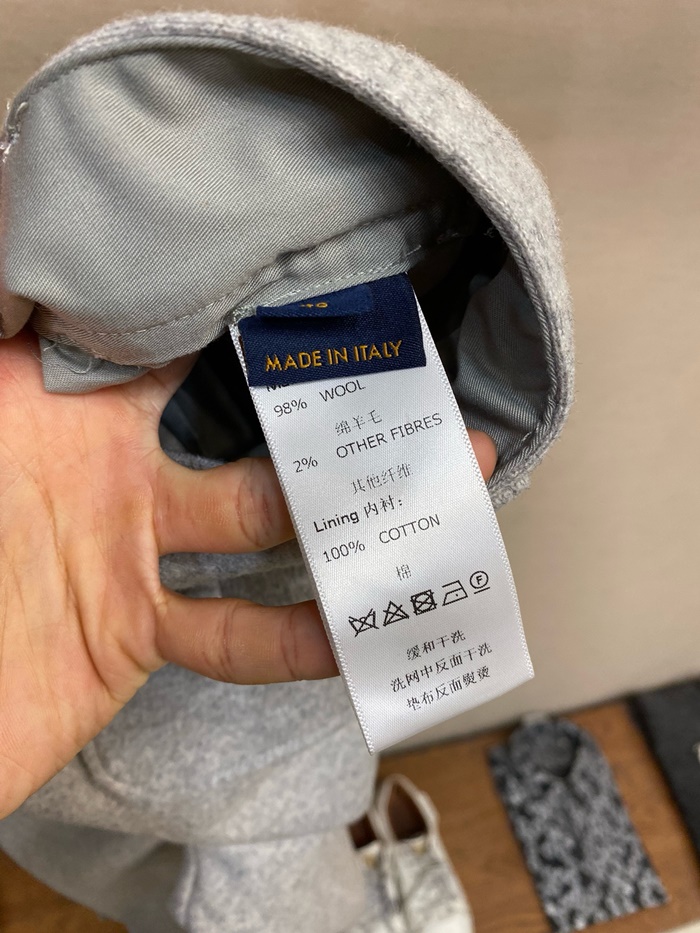 MADE IN ITALY
98% WOOL
绵羊毛
2% OTHER FIBRES
其他纤维
Lining 内衬:
100% COTTON
棉
F
缓和干洗
洗网中反面干洗
垫布反面熨烫